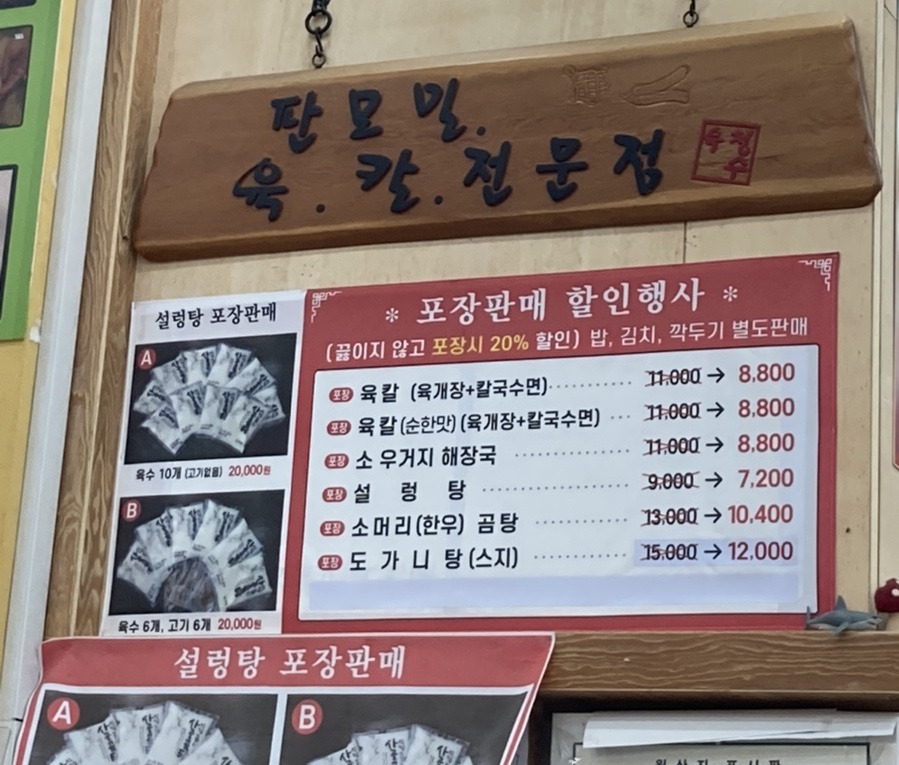 판모밀.
육.칼.전문점
육청수
설렁탕 포장판매
A
육수 10개 (고기없음) 20,000원
B
육수 6개, 고기 6개 20,000원
* 포장판매 할인행사 *
(끓이지 않고 포장시 20% 할인) 밥, 김치, 깍두기 별도판매
포장 육칼 (육개장+칼국수면) 11,000 → 8,800
포장 육칼(순한맛)(육개장+칼국수면) 11,000 → 8,800
포장 소 우거지 해장국 11,000 → 8,800
포장 설 렁 탕 9,000 → 7,200
포장 소머리(한우) 곰탕 13,000 → 10,400
포장 도 가 니 탕 (스지) 15,000 → 12,000
설렁탕 포장판매
A
B